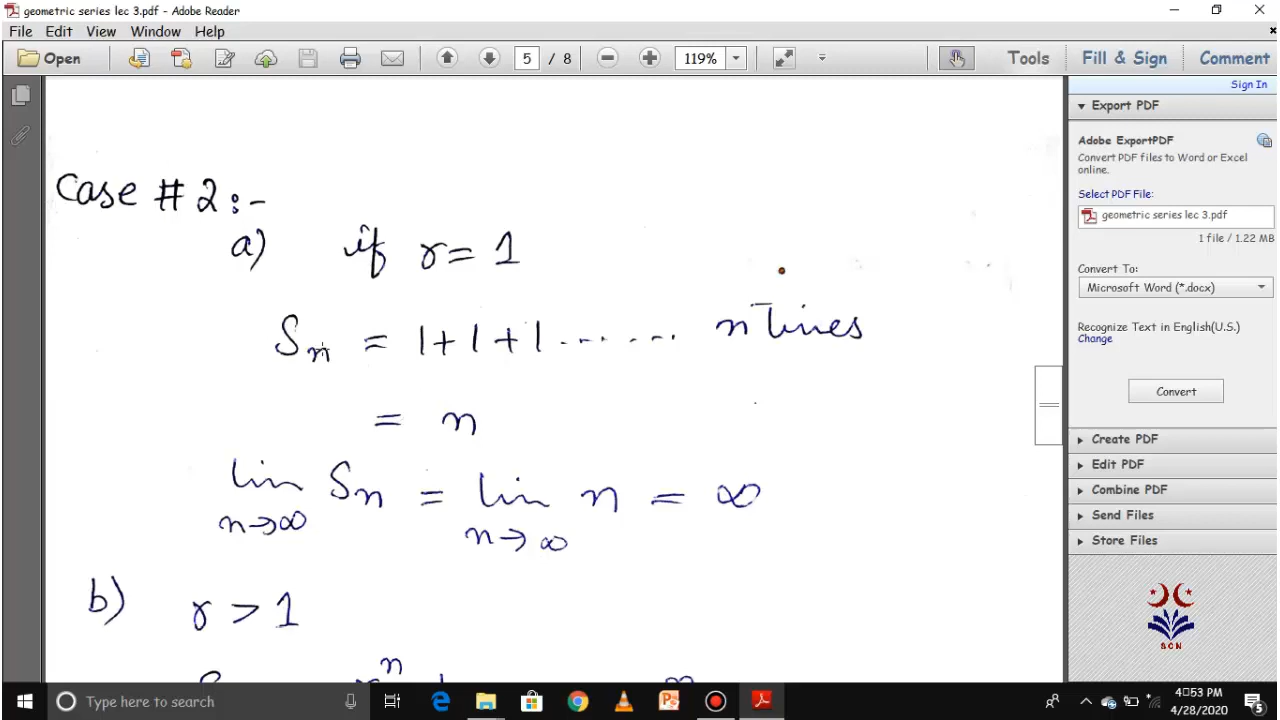 geometric series lec 3.pdf - Adobe Reader
File Edit View Window Help
Open 5 / 8 119% Tools Fill & Sign Comment
Sign In
Export PDF
Adobe ExportPDF
Convert PDF files to Word or Excel
online.
Select PDF File:
geometric series lec 3.pdf
1 file / 1.22 MB
Convert To:
Microsoft Word (*.docx)
Recognize Text in English(U.S.)
Change
Convert
Create PDF
Edit PDF
Combine PDF
Send Files
Store Files
SCN
Case # 2:-
a) if r = 1
Sn = 1+1+1....... n times
= n
lim n→∞ Sn = lim n→∞ n = ∞
b) r > 1
Type here to search
4:53 PM
4/28/2020
5